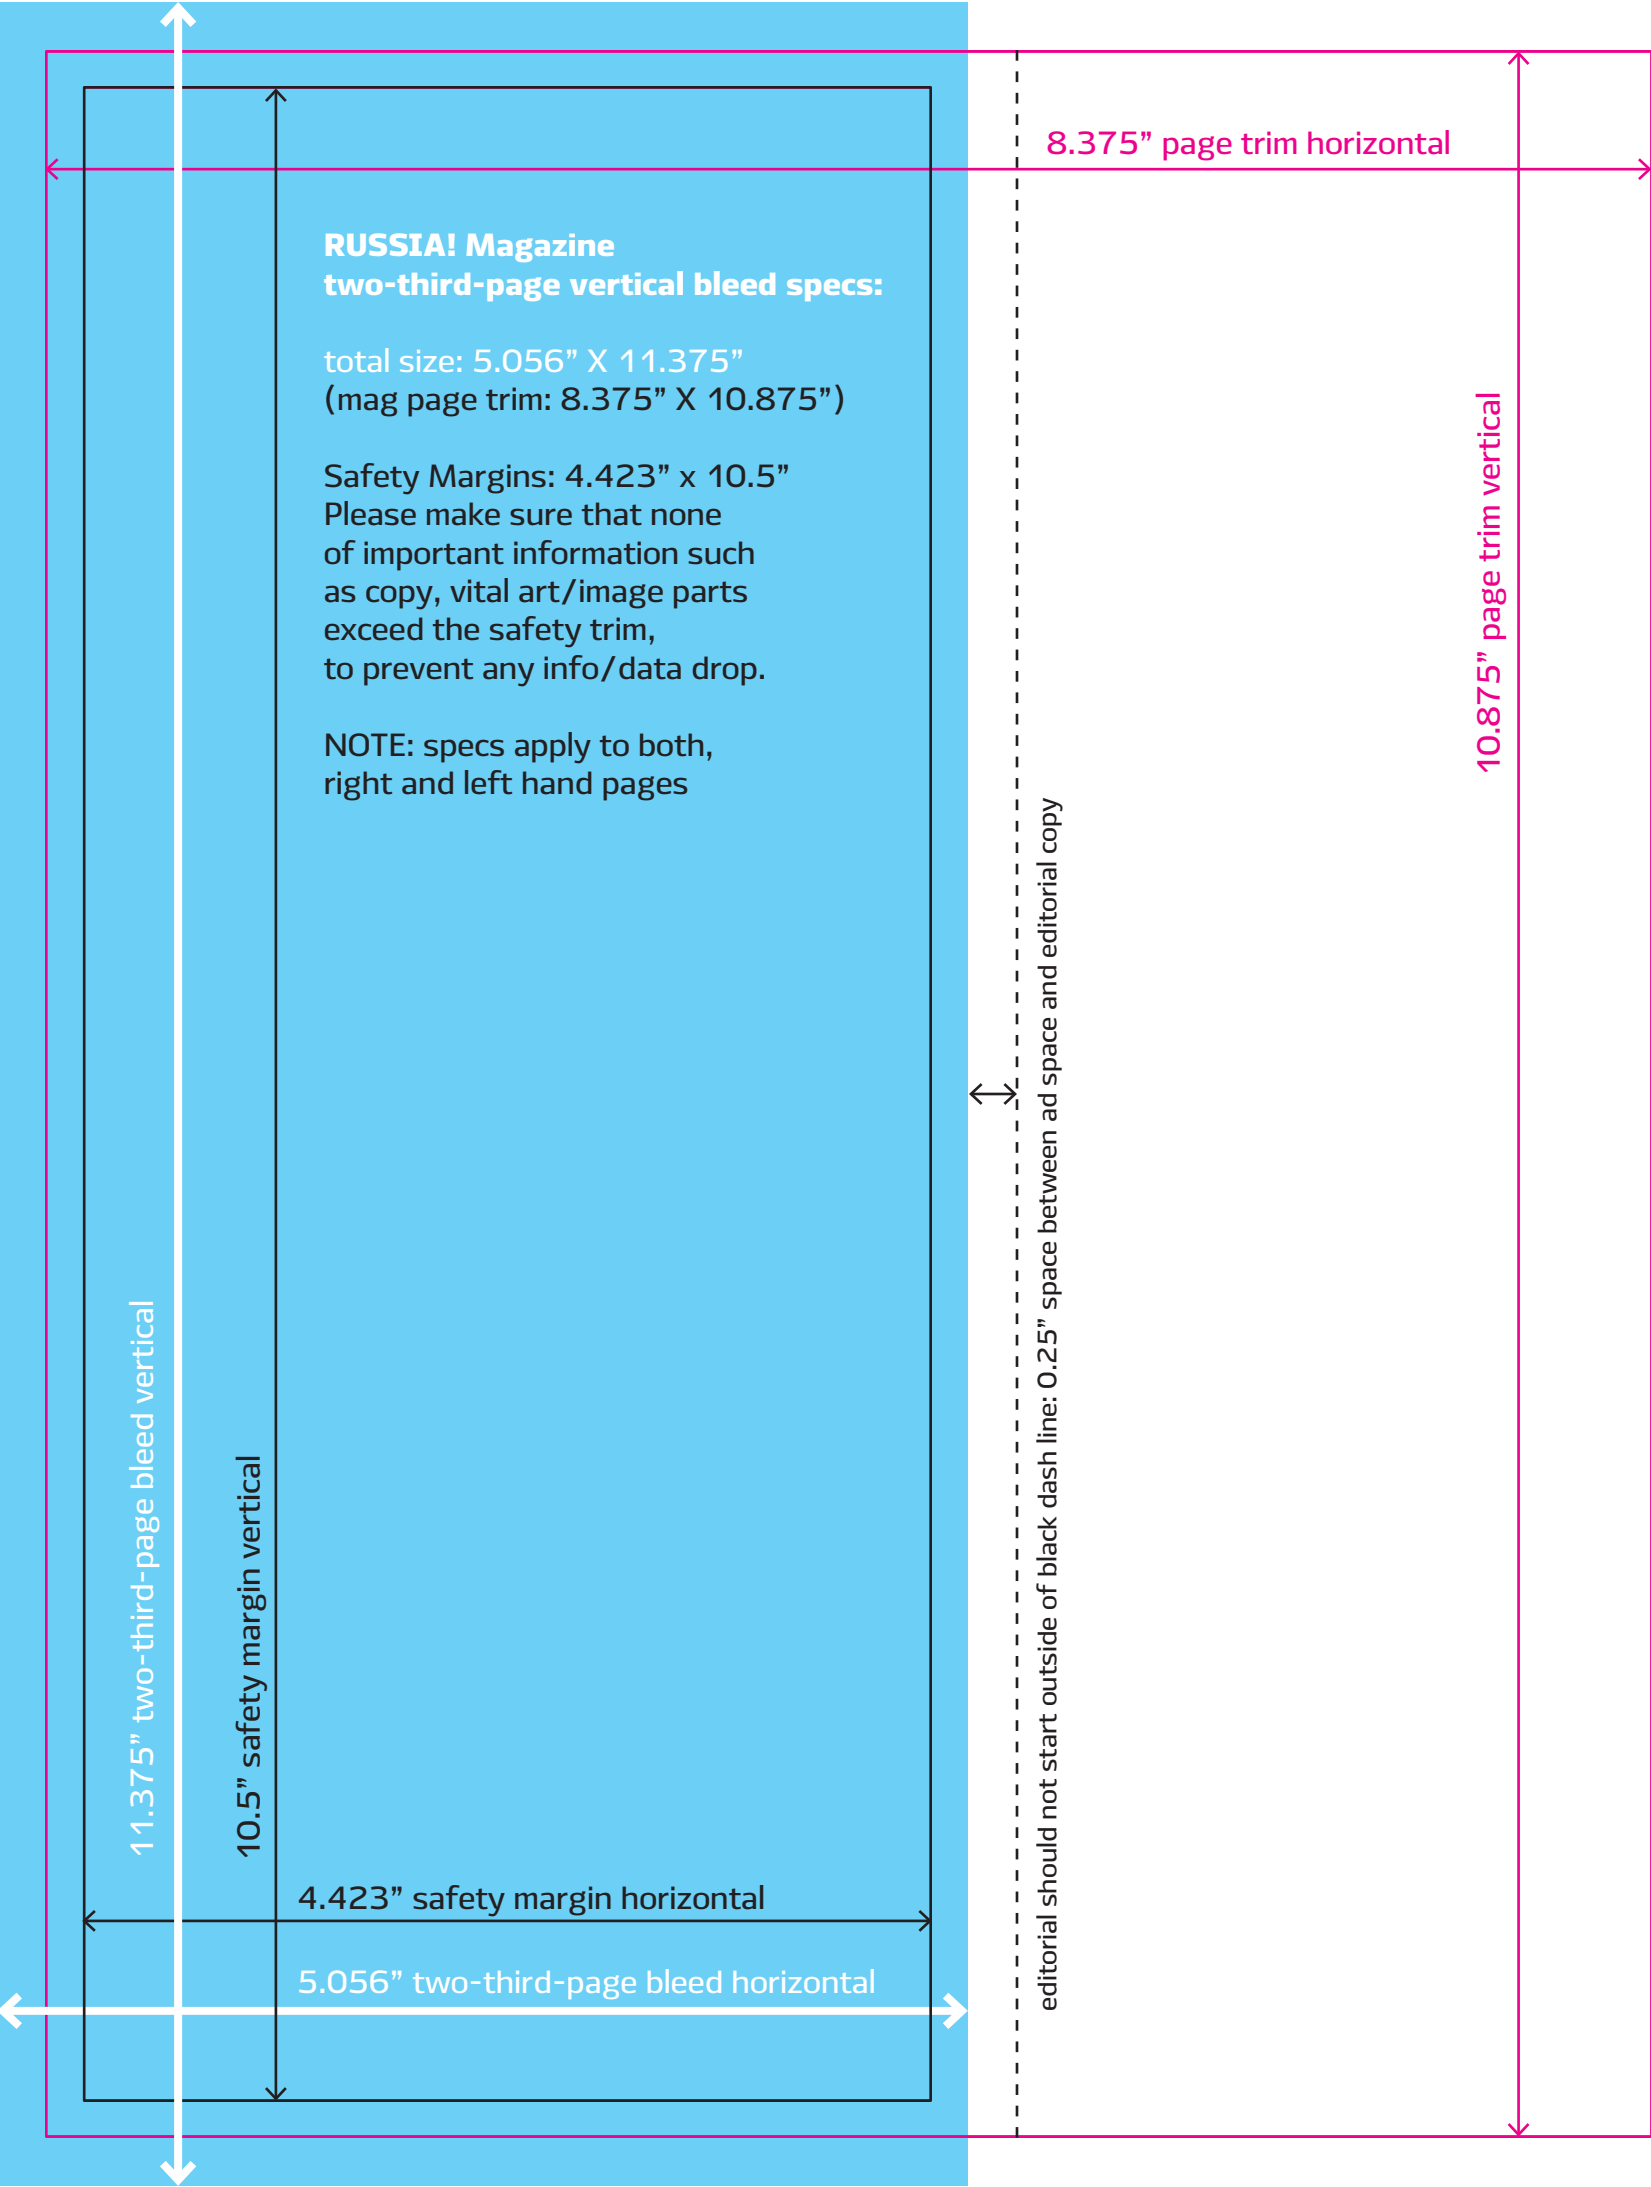 8.375” page trim horizontal
RUSSIA! Magazine
two-third-page vertical bleed specs:
total size: 5.056” X 11.375”
(mag page trim: 8.375” X 10.875”)
Safety Margins: 4.423” x 10.5”
Please make sure that none
of important information such
as copy, vital art/image parts
exceed the safety trim,
to prevent any info/data drop.
NOTE: specs apply to both,
right and left hand pages
10.875” page trim vertical
editorial should not start outside of black dash line: 0.25” space between ad space and editorial copy
11.375” two-third-page bleed vertical
10.5” safety margin vertical
4.423” safety margin horizontal
5.056” two-third-page bleed horizontal